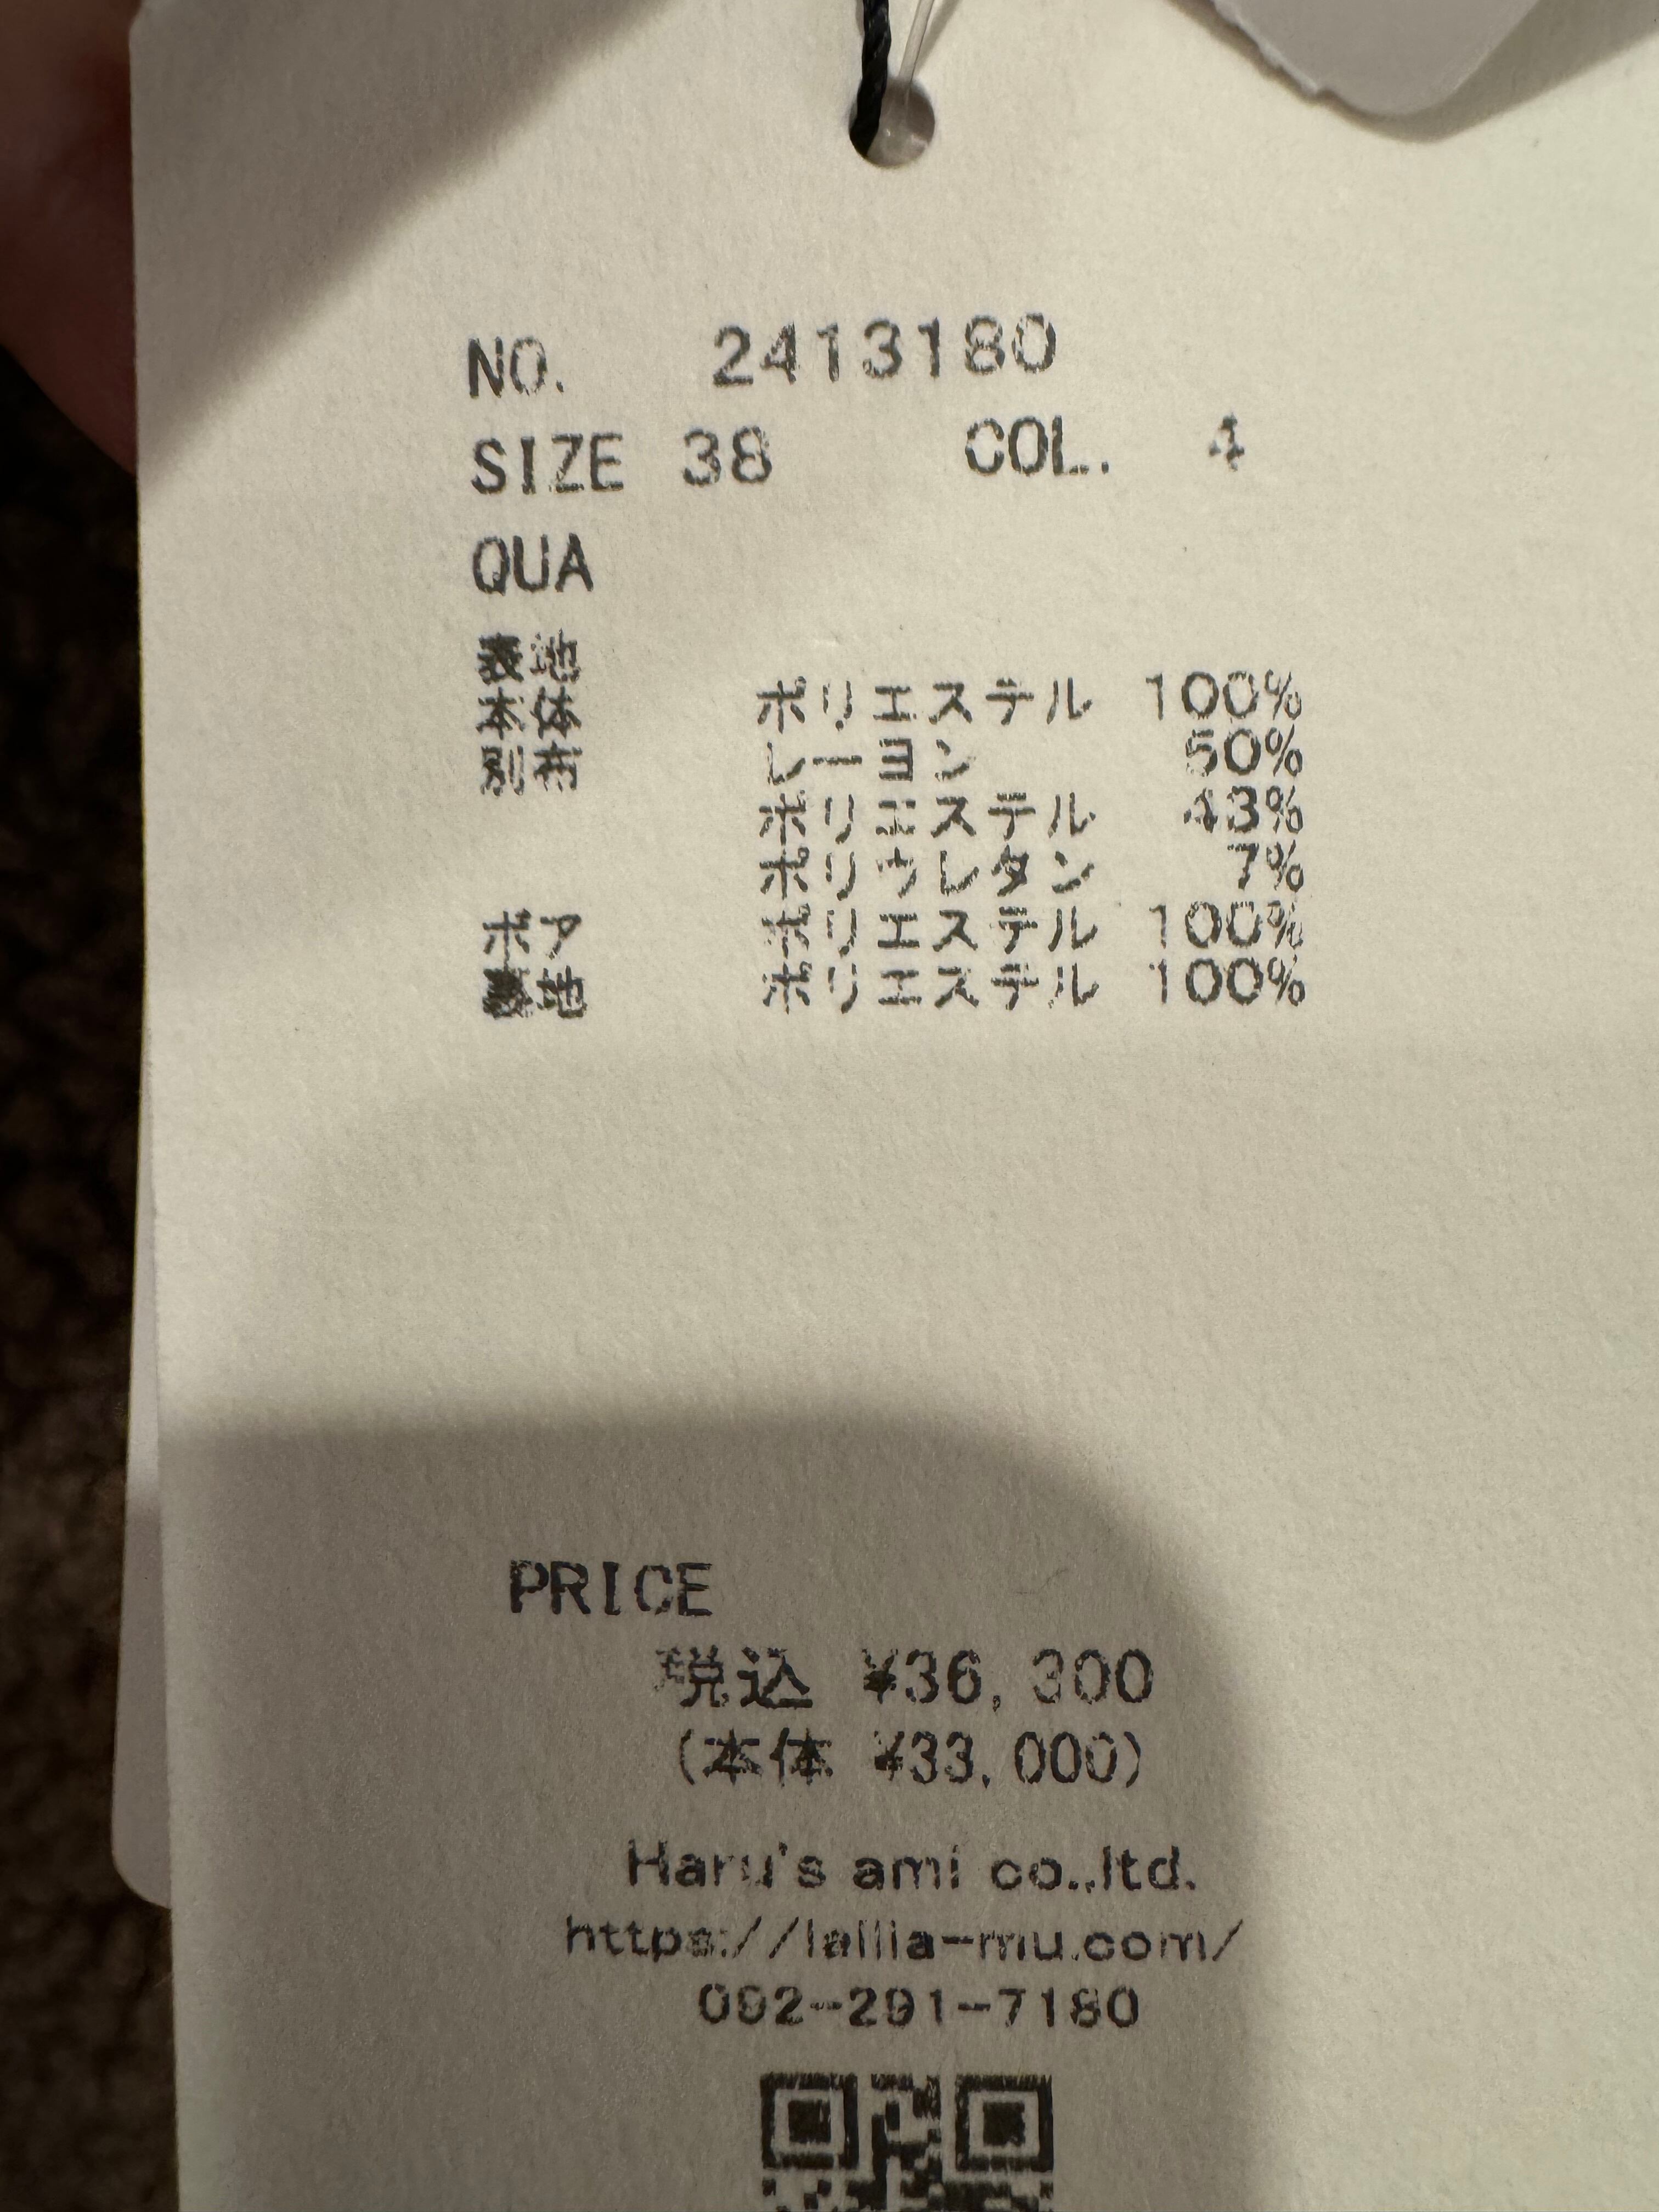 NO. 2413180
SIZE 38 COL. 4
QUA
表地
本体 ポリエステル 100%
別布 レーヨン 50%
ポリエステル 43%
ポリウレタン 7%
ボア ポリエステル 100%
裏地 ポリエステル 100%
PRICE
税込 ¥36,300
(本体 ¥33,000)
Haru's ami co.,ltd.
https://lallia-mu.com/
092-291-7180